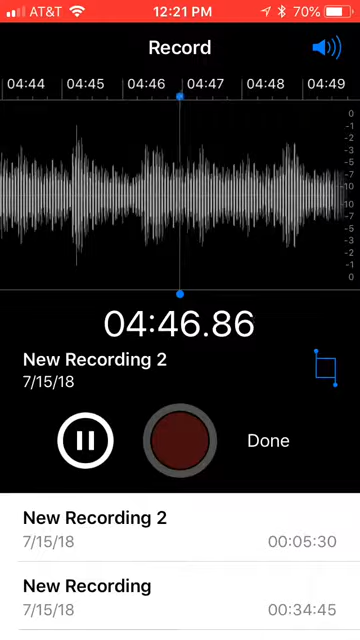 AT&T 12:21 PM 70%
Record
04:44 04:45 04:46 04:47 04:48 04:49
0
-1
-2
-3
-5
-7
-10
-10
-7
-5
-3
-2
-1
0
04:46.86
New Recording 2
7/15/18
Done
New Recording 2
7/15/18 00:05:30
New Recording
7/15/18 00:34:45